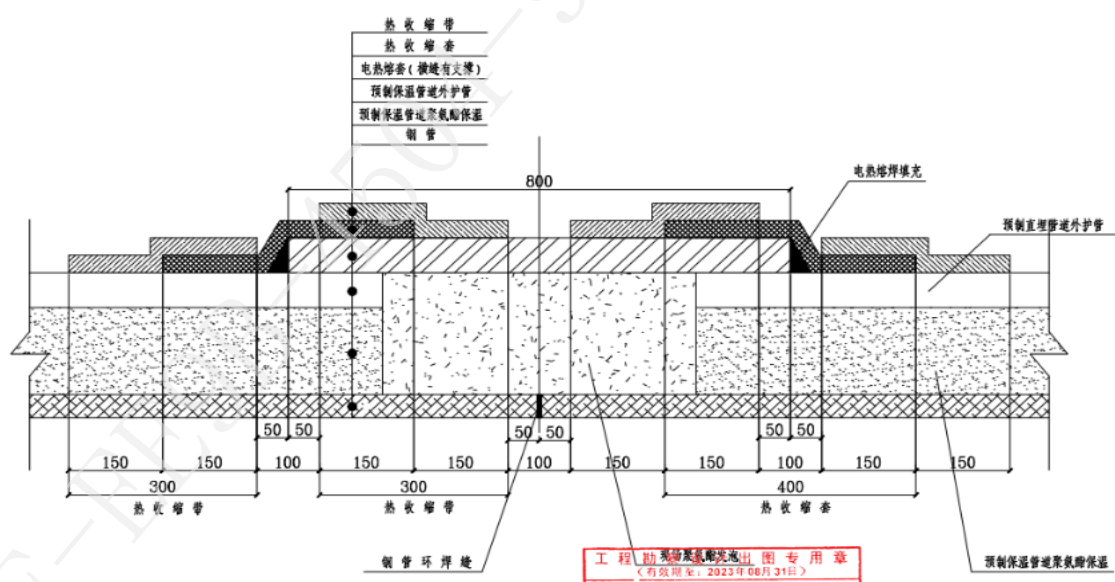 热收缩带
热收缩套
电热熔套(横缝有支撑)
预制保温管道外护管
预制保温管道聚氨酯保温
钢管
800
电热熔焊填充
预制直埋管道外护管
50 50
50 50
50 50
150 150 100 150 150 100 150 150 100 150 150
300 300 400
热收缩带 热收缩带 热收缩套
钢管环焊缝
现场聚氨酯发泡
预制保温管道聚氨酯保温
工程勘 出图专用章
(有效期至:2023年08月31日)